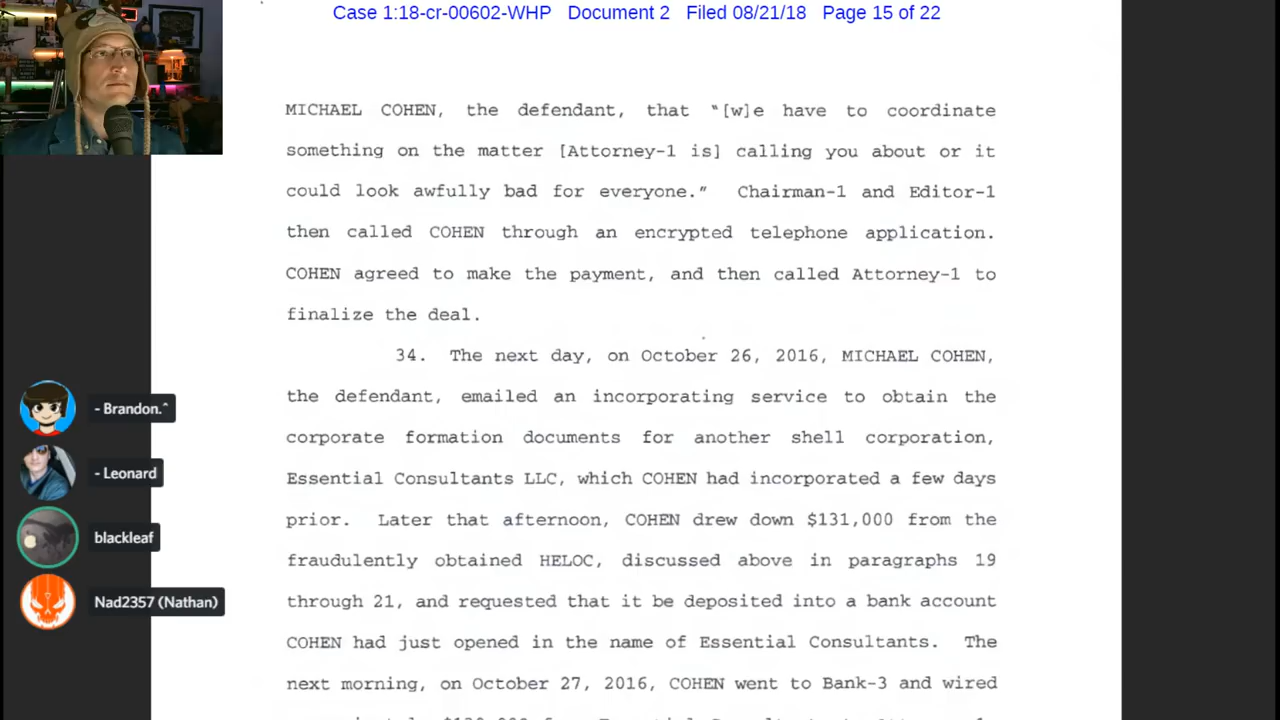 Case 1:18-cr-00602-WHP Document 2 Filed 08/21/18 Page 15 of 22
MICHAEL COHEN, the defendant, that "[w]e have to coordinate
something on the matter [Attorney-1 is] calling you about or it
could look awfully bad for everyone." Chairman-1 and Editor-1
then called COHEN through an encrypted telephone application.
COHEN agreed to make the payment, and then called Attorney-1 to
finalize the deal.
34. The next day, on October 26, 2016, MICHAEL COHEN,
the defendant, emailed an incorporating service to obtain the
corporate formation documents for another shell corporation,
Essential Consultants LLC, which COHEN had incorporated a few days
prior. Later that afternoon, COHEN drew down $131,000 from the
fraudulently obtained HELOC, discussed above in paragraphs 19
through 21, and requested that it be deposited into a bank account
COHEN had just opened in the name of Essential Consultants. The
next morning, on October 27, 2016, COHEN went to Bank-3 and wired
- Brandon.^
- Leonard
blackleaf
Nad2357 (Nathan)